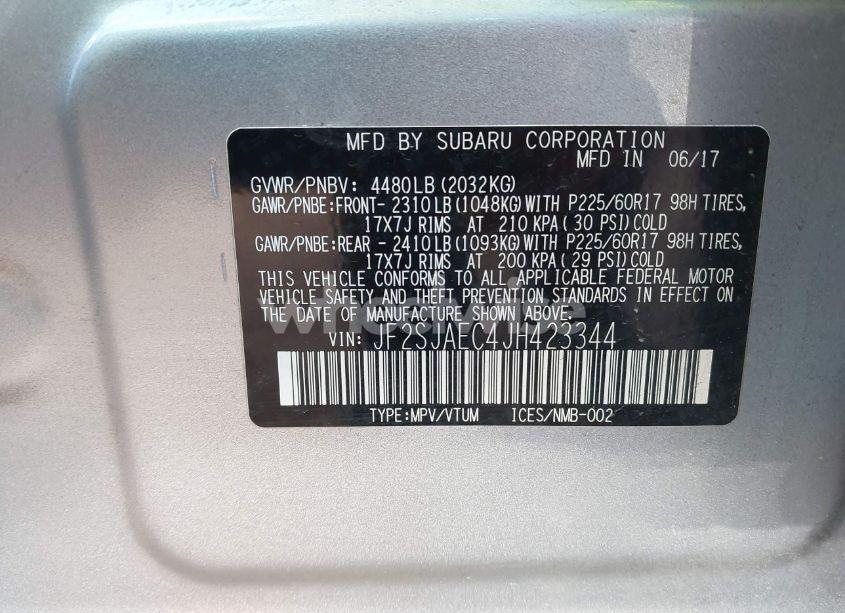 MFD BY SUBARU CORPORATION
MFD IN 06/17
GVWR/PNBV: 4480LB(2032KG)
GAWR/PNBE:FRONT- 2310LB(1048KG)WITH P225/60R17 98H TIRES,
17X7J RIMS AT 210 KPA( 30 PSI)COLD
GAWR/PNBE:REAR - 2410LB(1093KG)WITH P225/60R17 98H TIRES,
17X7J RIMS AT 200 KPA( 29 PSI)COLD
THIS VEHICLE CONFORMS TO ALL APPLICABLE FEDERAL MOTOR
VEHICLE SAFETY AND THEFT PREVENTION STANDARDS IN EFFECT ON
THE DATE OF MANUFACTURE SHOWN ABOVE.
VIN: JF2SJAEC4JH423344
TYPE:MPV/VTUM ICES/NMB-002